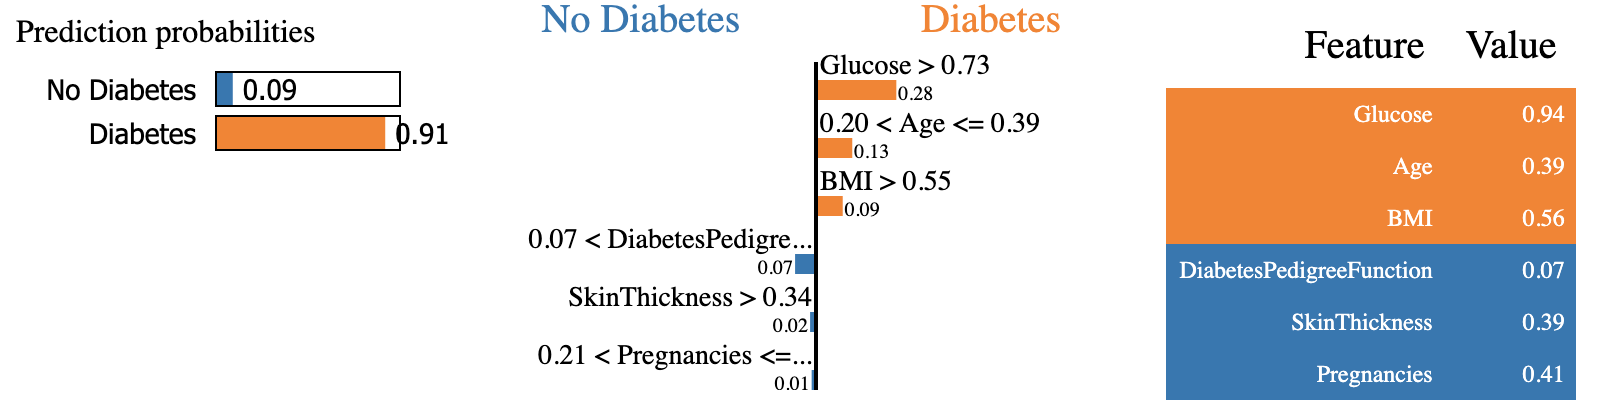 Prediction probabilities
No Diabetes 0.09
Diabetes 0.91
No Diabetes Diabetes
Glucose > 0.73
0.28
0.20 < Age <= 0.39
0.13
BMI > 0.55
0.09
0.07 < DiabetesPedigre...
0.07
SkinThickness > 0.34
0.02
0.21 < Pregnancies <=...
0.01
Feature Value
Glucose 0.94
Age 0.39
BMI 0.56
DiabetesPedigreeFunction 0.07
SkinThickness 0.39
Pregnancies 0.41